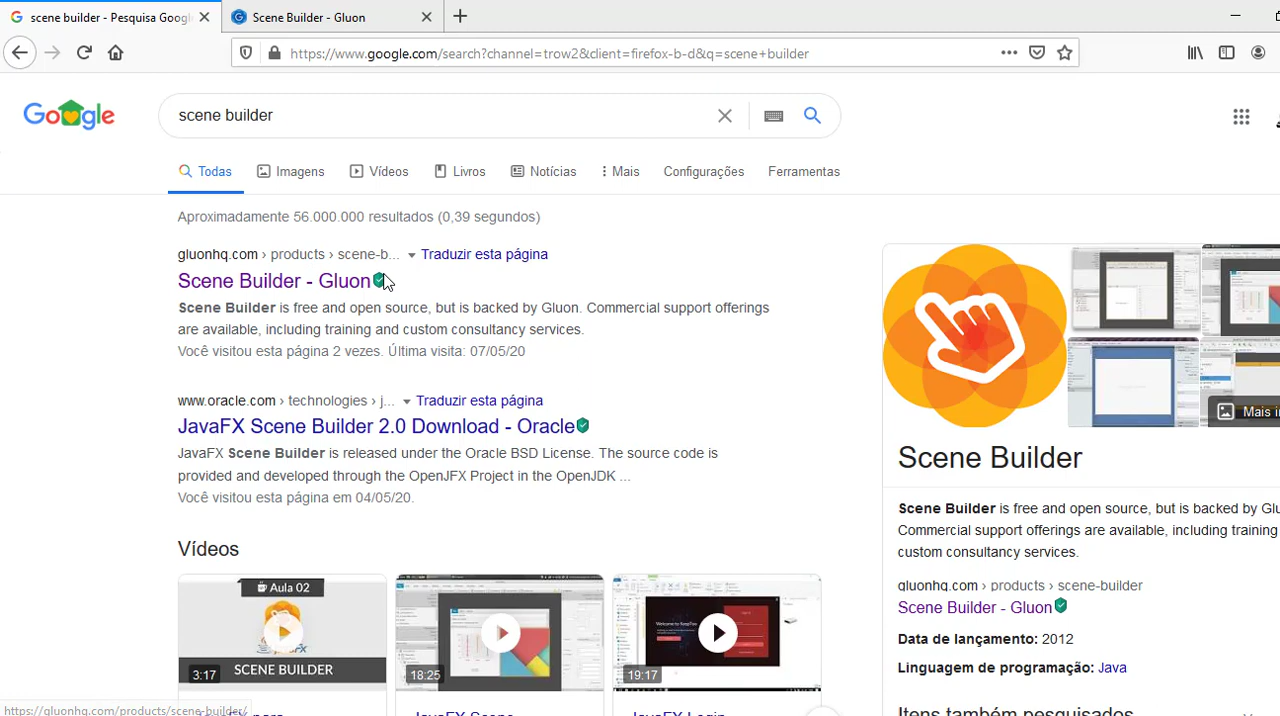 scene builder - Pesquisa Googl
Scene Builder - Gluon
https://www.google.com/search?channel=trow2&client=firefox-b-d&q=scene+builder
Google
scene builder
Todas
Imagens
Vídeos
Livros
Notícias
Mais
Configurações
Ferramentas
Aproximadamente 56.000.000 resultados (0,39 segundos)
gluonhq.com › products › scene-b... Traduzir esta página
Scene Builder - Gluon
Scene Builder is free and open source, but is backed by Gluon. Commercial support offerings
are available, including training and custom consultancy services.
Você visitou esta página 2 vezes. Última visita: 07/05/20
www.oracle.com › technologies › j... Traduzir esta página
JavaFX Scene Builder 2.0 Download - Oracle
JavaFX Scene Builder is released under the Oracle BSD License. The source code is
provided and developed through the OpenJFX Project in the OpenJDK ...
Você visitou esta página em 04/05/20.
Vídeos
Aula 02
SCENE BUILDER
3:17
18:25
19:17
JavaFX Scene
JavaFX Login
Mais i
Scene Builder
Scene Builder is free and open source, but is backed by Glu
Commercial support offerings are available, including training
custom consultancy services.
gluonhq.com › products › scene-builder
Scene Builder - Gluon
Data de lançamento: 2012
Linguagem de programação: Java
Itens também pesquisados
https://gluonhq.com/products/scene-builder/